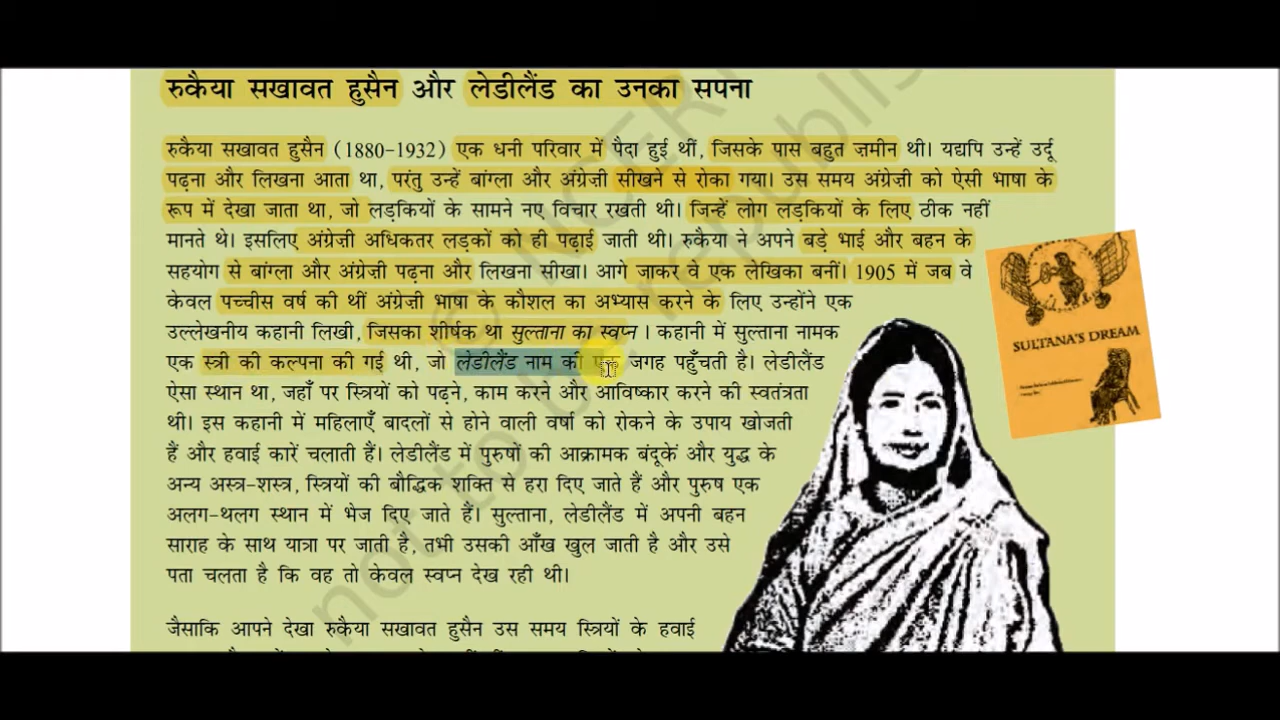 रुकैया सखावत हुसैन और लेडीलैंड का उनका सपना
रुकैया सखावत हुसैन (1880-1932) एक धनी परिवार में पैदा हुई थीं, जिसके पास बहुत ज़मीन थी। यद्यपि उन्हें उर्दू
पढ़ना और लिखना आता था, परंतु उन्हें बांग्ला और अंग्रेज़ी सीखने से रोका गया। उस समय अंग्रेज़ी को ऐसी भाषा के
रूप में देखा जाता था, जो लड़कियों के सामने नए विचार रखती थी। जिन्हें लोग लड़कियों के लिए ठीक नहीं
मानते थे। इसलिए अंग्रेज़ी अधिकतर लड़कों को ही पढ़ाई जाती थी। रुकैया ने अपने बड़े भाई और बहन के
सहयोग से बांग्ला और अंग्रेज़ी पढ़ना और लिखना सीखा। आगे जाकर वे एक लेखिका बनीं। 1905 में जब वे
केवल पच्चीस वर्ष की थीं अंग्रेज़ी भाषा के कौशल का अभ्यास करने के लिए उन्होंने एक
उल्लेखनीय कहानी लिखी, जिसका शीर्षक था सुल्ताना का स्वप्न। कहानी में सुल्ताना नामक
एक स्त्री की कल्पना की गई थी, जो लेडीलैंड नाम की एक जगह पहुँचती है। लेडीलैंड
ऐसा स्थान था, जहाँ पर स्त्रियों को पढ़ने, काम करने और आविष्कार करने की स्वतंत्रता
थी। इस कहानी में महिलाएँ बादलों से होने वाली वर्षा को रोकने के उपाय खोजती
हैं और हवाई कारें चलाती हैं। लेडीलैंड में पुरुषों की आक्रामक बंदूकें और युद्ध के
अन्य अस्त्र-शस्त्र, स्त्रियों की बौद्धिक शक्ति से हरा दिए जाते हैं और पुरुष एक
अलग-थलग स्थान में भेज दिए जाते हैं। सुल्ताना, लेडीलैंड में अपनी बहन
साराह के साथ यात्रा पर जाती है, तभी उसकी आँख खुल जाती है और उसे
पता चलता है कि वह तो केवल स्वप्न देख रही थी।
जैसाकि आपने देखा रुकैया सखावत हुसैन उस समय स्त्रियों के हवाई
SULTANA'S DREAM
© NCERT
not to be republis